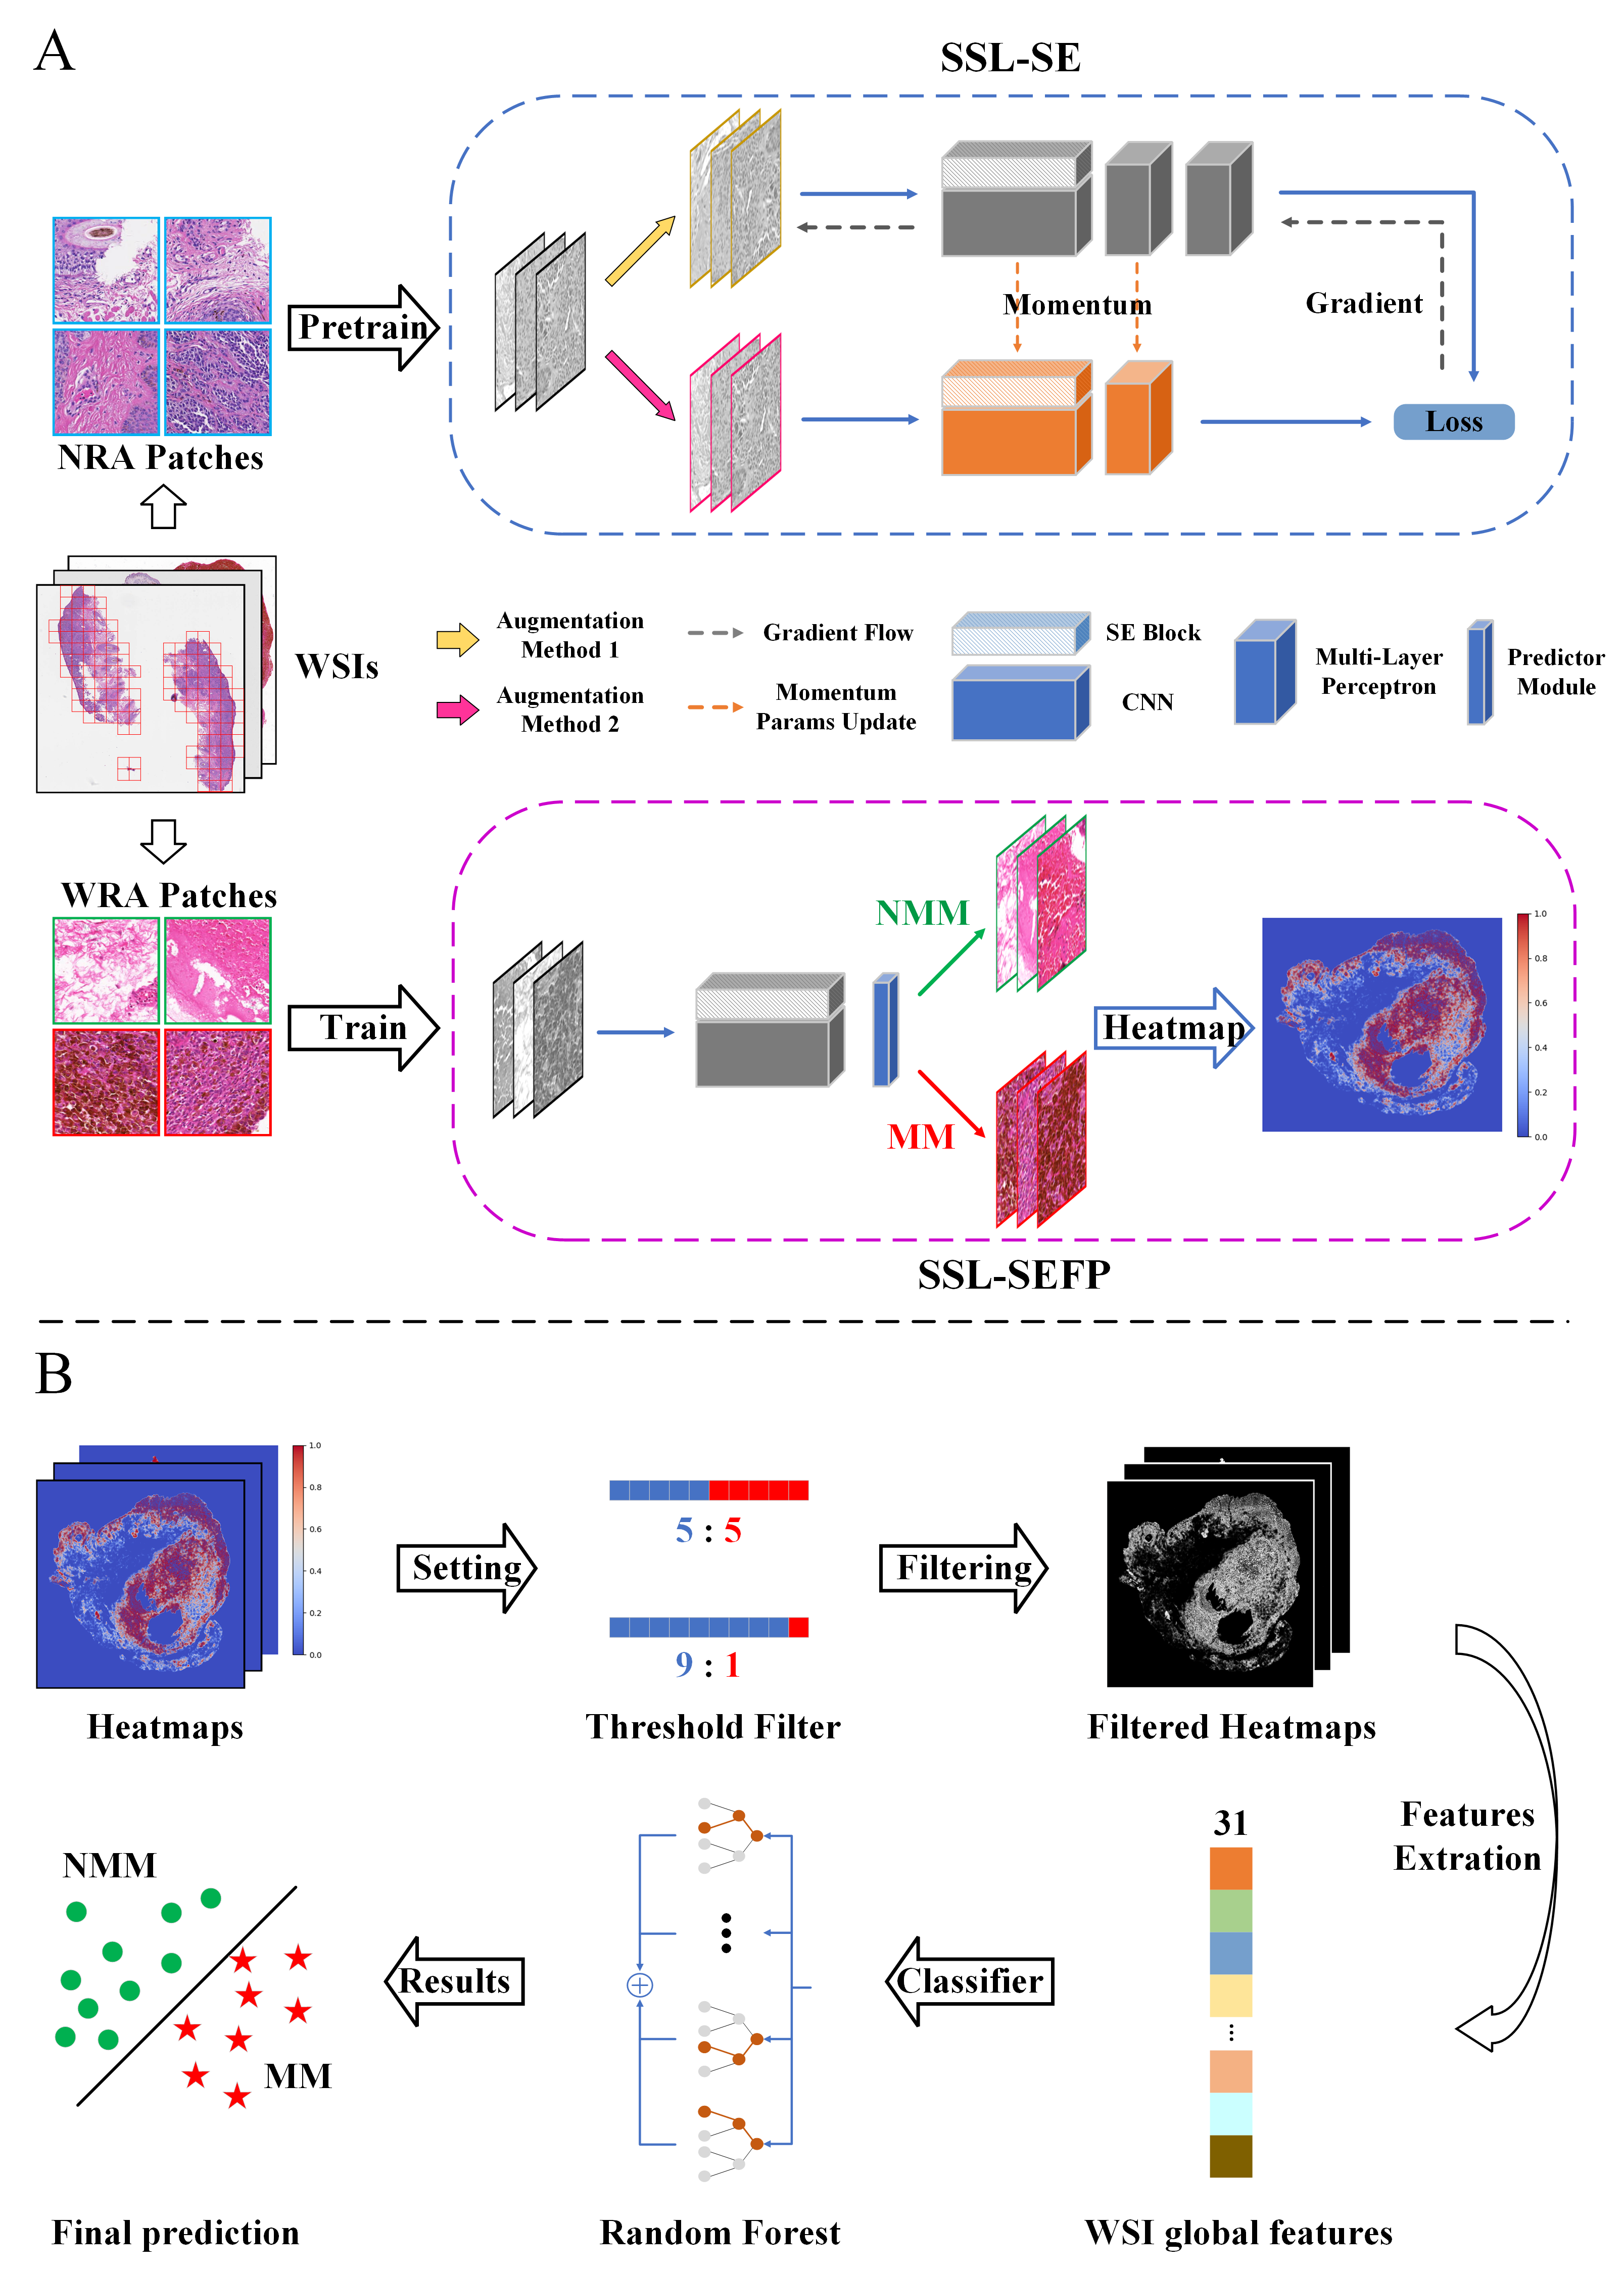 A
SSL-SE
Pretrain
Momentum
Gradient
Loss
NRA Patches
WSIs
Augmentation
Method 1
Gradient Flow
SE Block
Multi-Layer
Perceptron
Predictor
Module
Augmentation
Method 2
Momentum
Params Update
CNN
WRA Patches
Train
NMM
MM
Heatmap
1.0
0.8
0.6
0.4
0.2
0.0
SSL-SEFP
B
1.0
0.8
0.6
0.4
0.2
0.0
Setting
5 : 5
9 : 1
Filtering
Heatmaps
Threshold Filter
Filtered Heatmaps
Features
Extration
31
Classifier
Results
NMM
MM
Final prediction
Random Forest
WSI global features